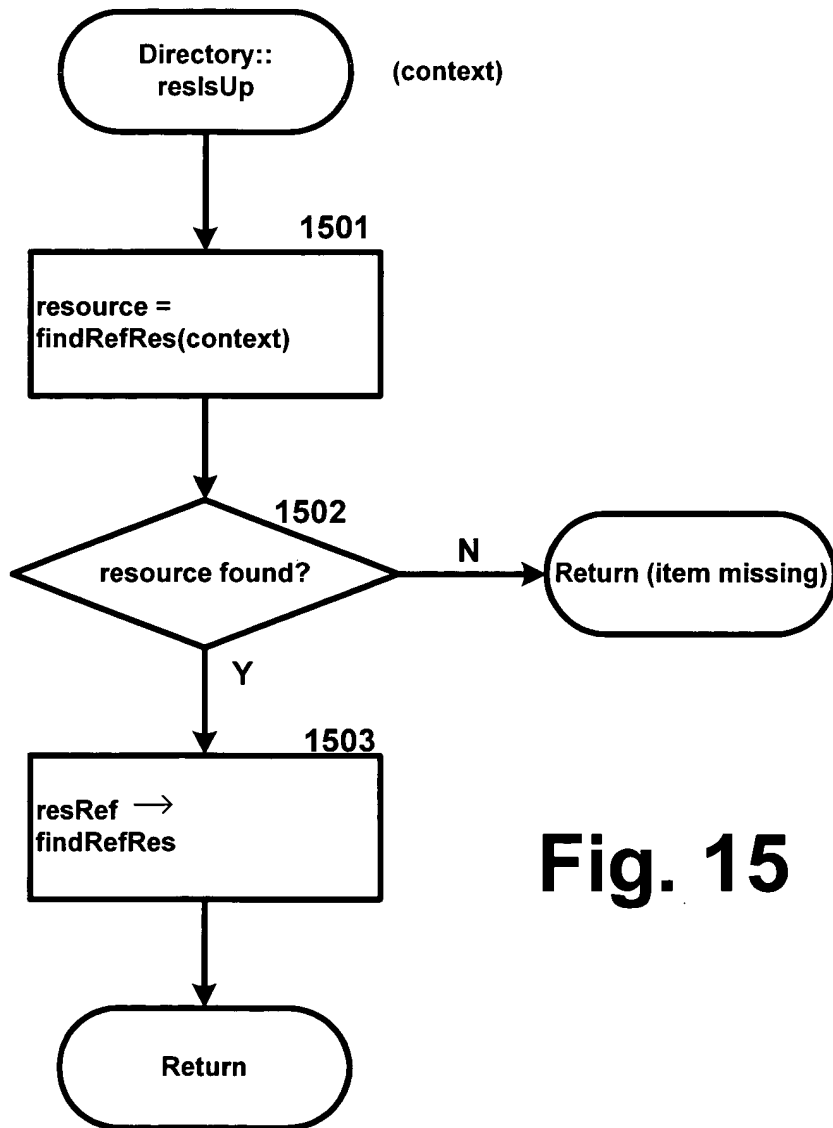 Directory::
resIsUp
(context)
1501
resource =
findRefRes(context)
1502
resource found?
N
Return (item missing)
Y
1503
resRef →
findRefRes
Fig. 15
Return